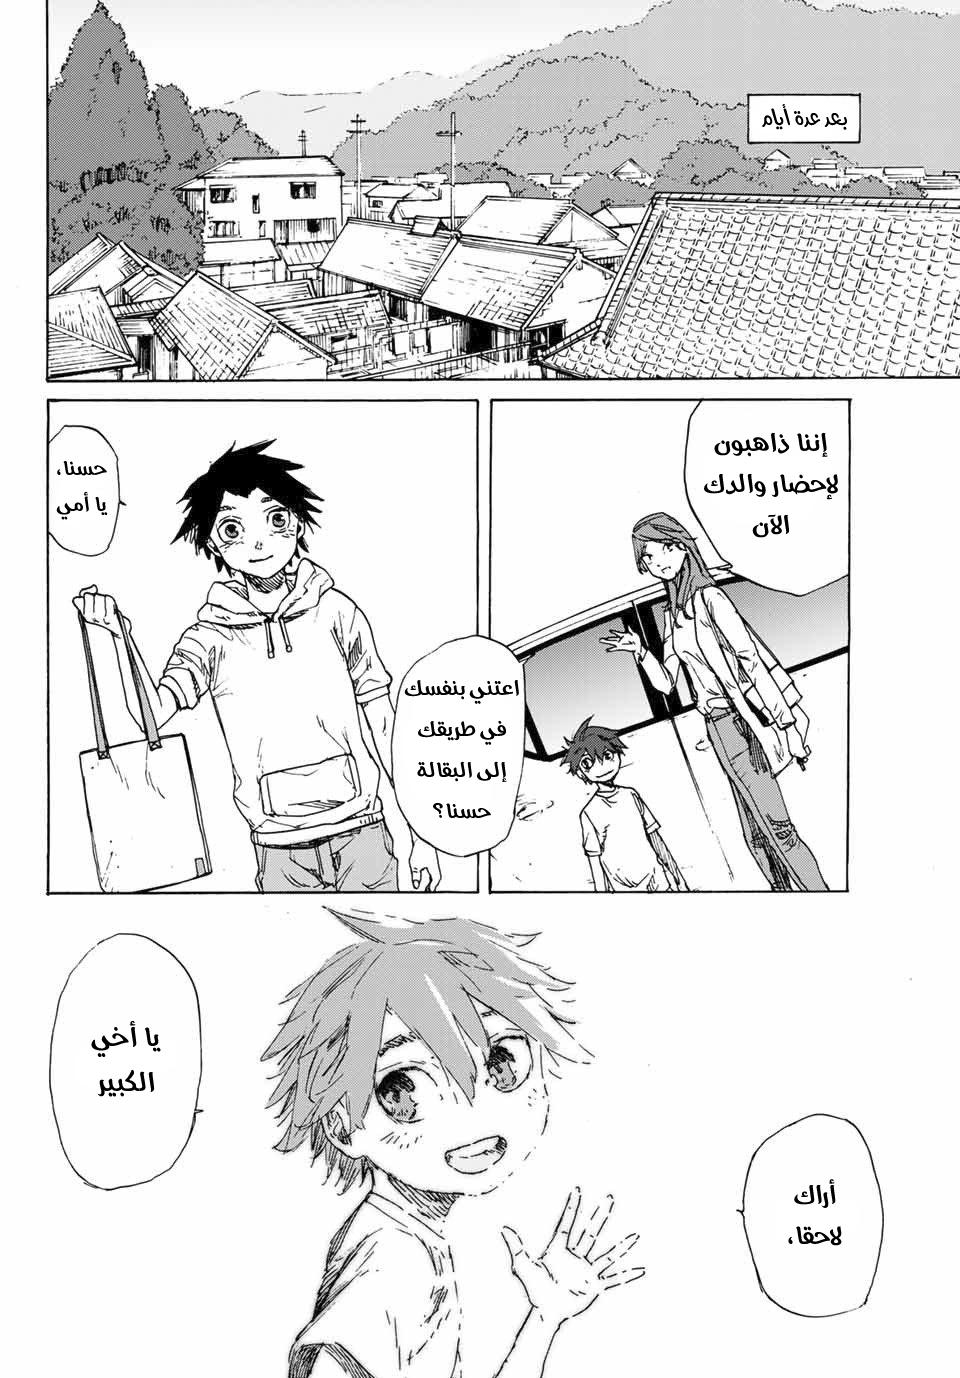 بعد عدة أيام
إننا ذاهبون
لإحضار والدك
الآن
اعتني بنفسك
في طريقك
إلى البقالة
حسنا؟
حسنا،
يا أمي
أراك
لاحقا،
يا أخي
الكبير